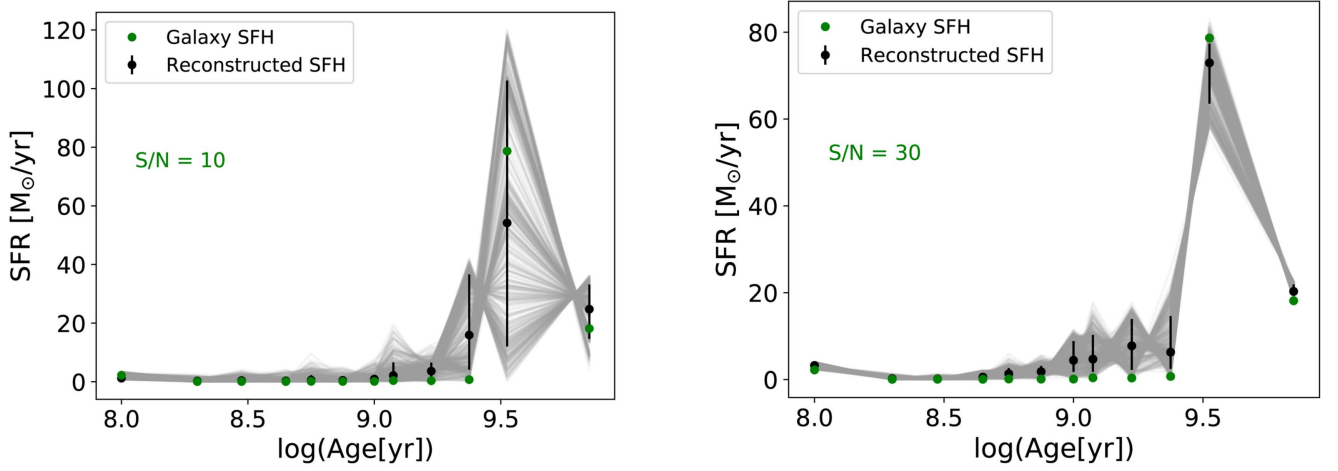 Galaxy SFH
Reconstructed SFH
S/N = 10
SFR [M⊙/yr]
120
100
80
60
40
20
0
8.0 8.5 9.0 9.5
log(Age[yr])
Galaxy SFH
Reconstructed SFH
S/N = 30
SFR [M⊙/yr]
80
60
40
20
0
8.0 8.5 9.0 9.5
log(Age[yr])